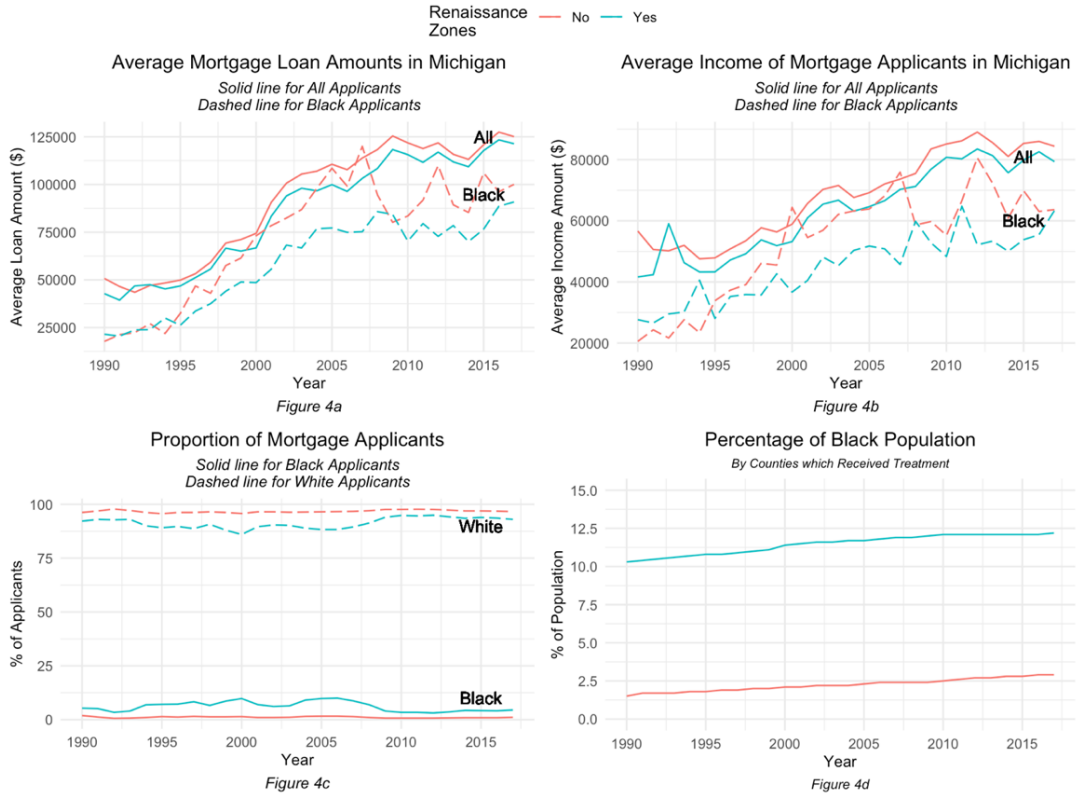 Renaissance Zones No Yes
Average Mortgage Loan Amounts in Michigan
Solid line for All Applicants
Dashed line for Black Applicants
Average Loan Amount ($)
125000
100000
75000
50000
25000
All
Black
1990 1995 2000 2005 2010 2015
Year
Figure 4a
Average Income of Mortgage Applicants in Michigan
Solid line for All Applicants
Dashed line for Black Applicants
Average Income Amount ($)
80000
60000
40000
20000
All
Black
1990 1995 2000 2005 2010 2015
Year
Figure 4b
Proportion of Mortgage Applicants
Solid line for Black Applicants
Dashed line for White Applicants
% of Applicants
100
75
50
25
0
White
Black
1990 1995 2000 2005 2010 2015
Year
Figure 4c
Percentage of Black Population
By Counties which Received Treatment
% of Population
15.0
12.5
10.0
7.5
5.0
2.5
0.0
1990 1995 2000 2005 2010 2015
Year
Figure 4d